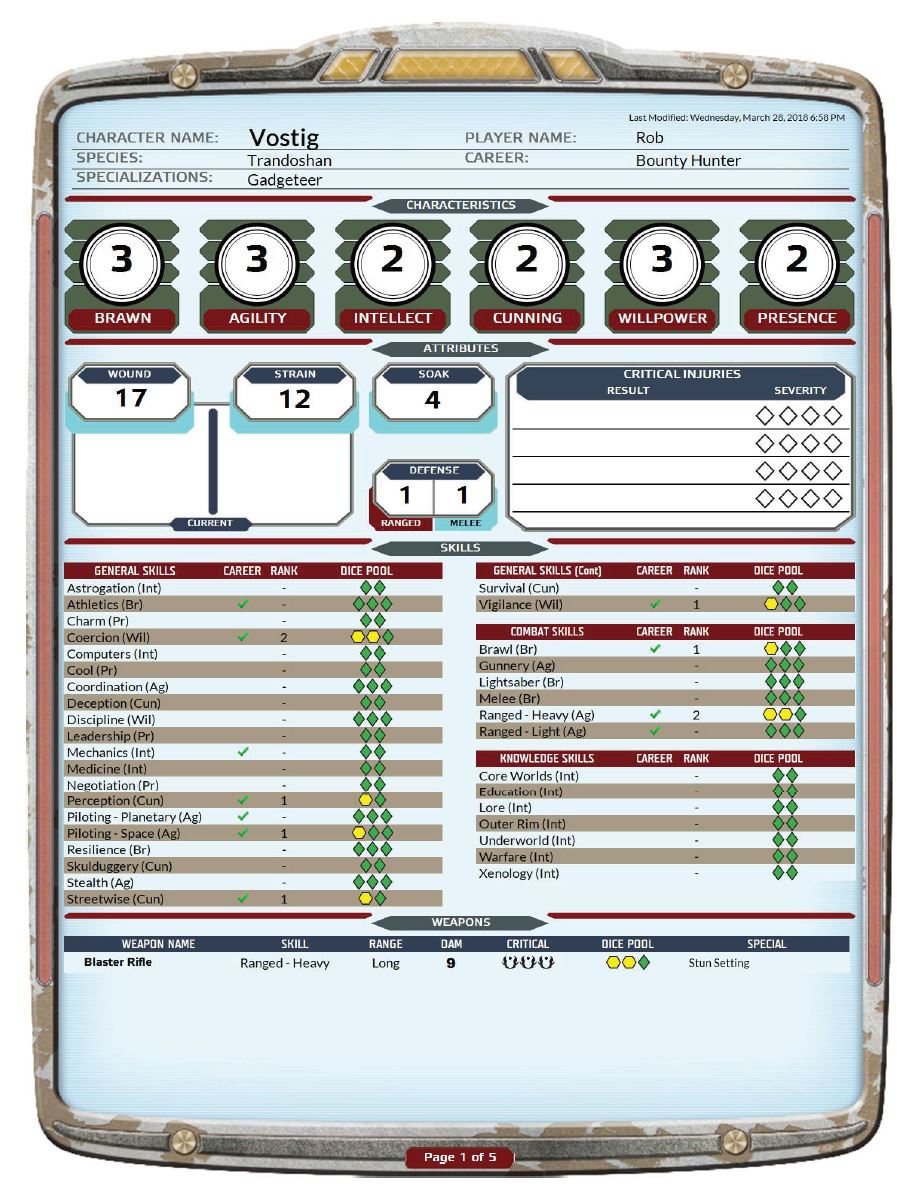 Last Modified: Wednesday, March 28, 2018 6:58 PM
CHARACTER NAME: Vostig PLAYER NAME: Rob
SPECIES: Trandoshan CAREER: Bounty Hunter
SPECIALIZATIONS: Gadgeteer
CHARACTERISTICS
3 3 2 2 3 2
BRAWN AGILITY INTELLECT CUNNING WILLPOWER PRESENCE
ATTRIBUTES
WOUND STRAIN SOAK CRITICAL INJURIES
17 12 4 RESULT SEVERITY
DEFENSE
1 1
CURRENT RANGED MELEE
SKILLS
GENERAL SKILLS CAREER RANK DICE POOL
Astrogation (Int) -
Athletics (Br) ✓ -
Charm (Pr) -
Coercion (Wil) ✓ 2
Computers (Int) -
Cool (Pr) -
Coordination (Ag) -
Deception (Cun) -
Discipline (Wil) -
Leadership (Pr) -
Mechanics (Int) ✓ -
Medicine (Int) -
Negotiation (Pr) -
Perception (Cun) ✓ 1
Piloting - Planetary (Ag) ✓ -
Piloting - Space (Ag) ✓ 1
Resilience (Br) -
Skulduggery (Cun) -
Stealth (Ag) -
Streetwise (Cun) ✓ 1
GENERAL SKILLS (Cont) CAREER RANK DICE POOL
Survival (Cun) -
Vigilance (Wil) ✓ 1
COMBAT SKILLS CAREER RANK DICE POOL
Brawl (Br) ✓ 1
Gunnery (Ag) -
Lightsaber (Br) -
Melee (Br) -
Ranged - Heavy (Ag) ✓ 2
Ranged - Light (Ag) ✓ -
KNOWLEDGE SKILLS CAREER RANK DICE POOL
Core Worlds (Int) -
Education (Int) -
Lore (Int) -
Outer Rim (Int) -
Underworld (Int) -
Warfare (Int) -
Xenology (Int) -
WEAPONS
WEAPON NAME SKILL RANGE DAM CRITICAL DICE POOL SPECIAL
Blaster Rifle Ranged - Heavy Long 9 Stun Setting
Page 1 of 5